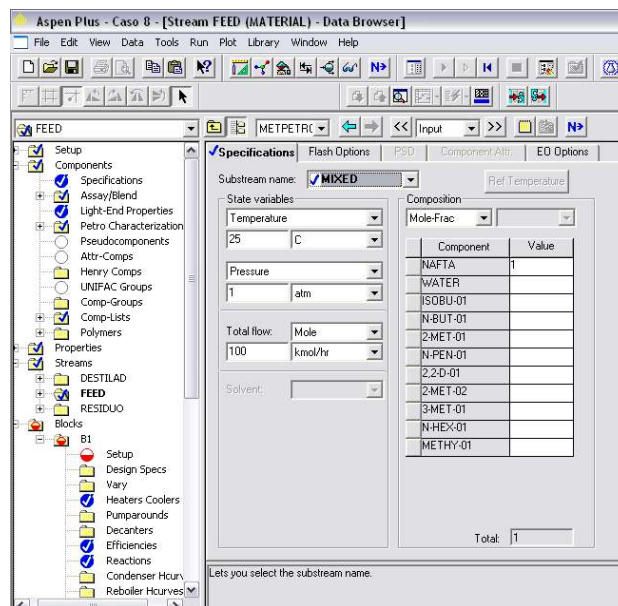 Aspen Plus - Caso 8 - [Stream FEED (MATERIAL) - Data Browser]
File Edit View Data Tools Run Plot Library Window Help
N>
FEED
METPETRO
<< Input >>
N>
Setup
Components
Specifications
Assay/Blend
Light-End Properties
Petro Characterization
Pseudocomponents
Attr-Comps
Henry Comps
UNIFAC Groups
Comp-Groups
Comp-Lists
Polymers
Properties
Streams
DESTILAD
FEED
RESIDUO
Blocks
B1
Setup
Design Specs
Vary
Heaters Coolers
Pumparounds
Decanters
Efficiencies
Reactions
Condenser Hcurv
Reboiler Hcurves
Specifications Flash Options PSD Component Attr. EO Options
Substream name: MIXED Ref Temperature
State variables
Temperature
25 C
Pressure
1 atm
Total flow: Mole
100 kmol/hr
Solvent:
Composition
Mole-Frac
Component Value
NAFTA 1
WATER
ISOBU-01
N-BUT-01
2-MET-01
N-PEN-01
2,2-D-01
2-MET-02
3-MET-01
N-HEX-01
METHY-01
Total: 1
Lets you select the substream name.